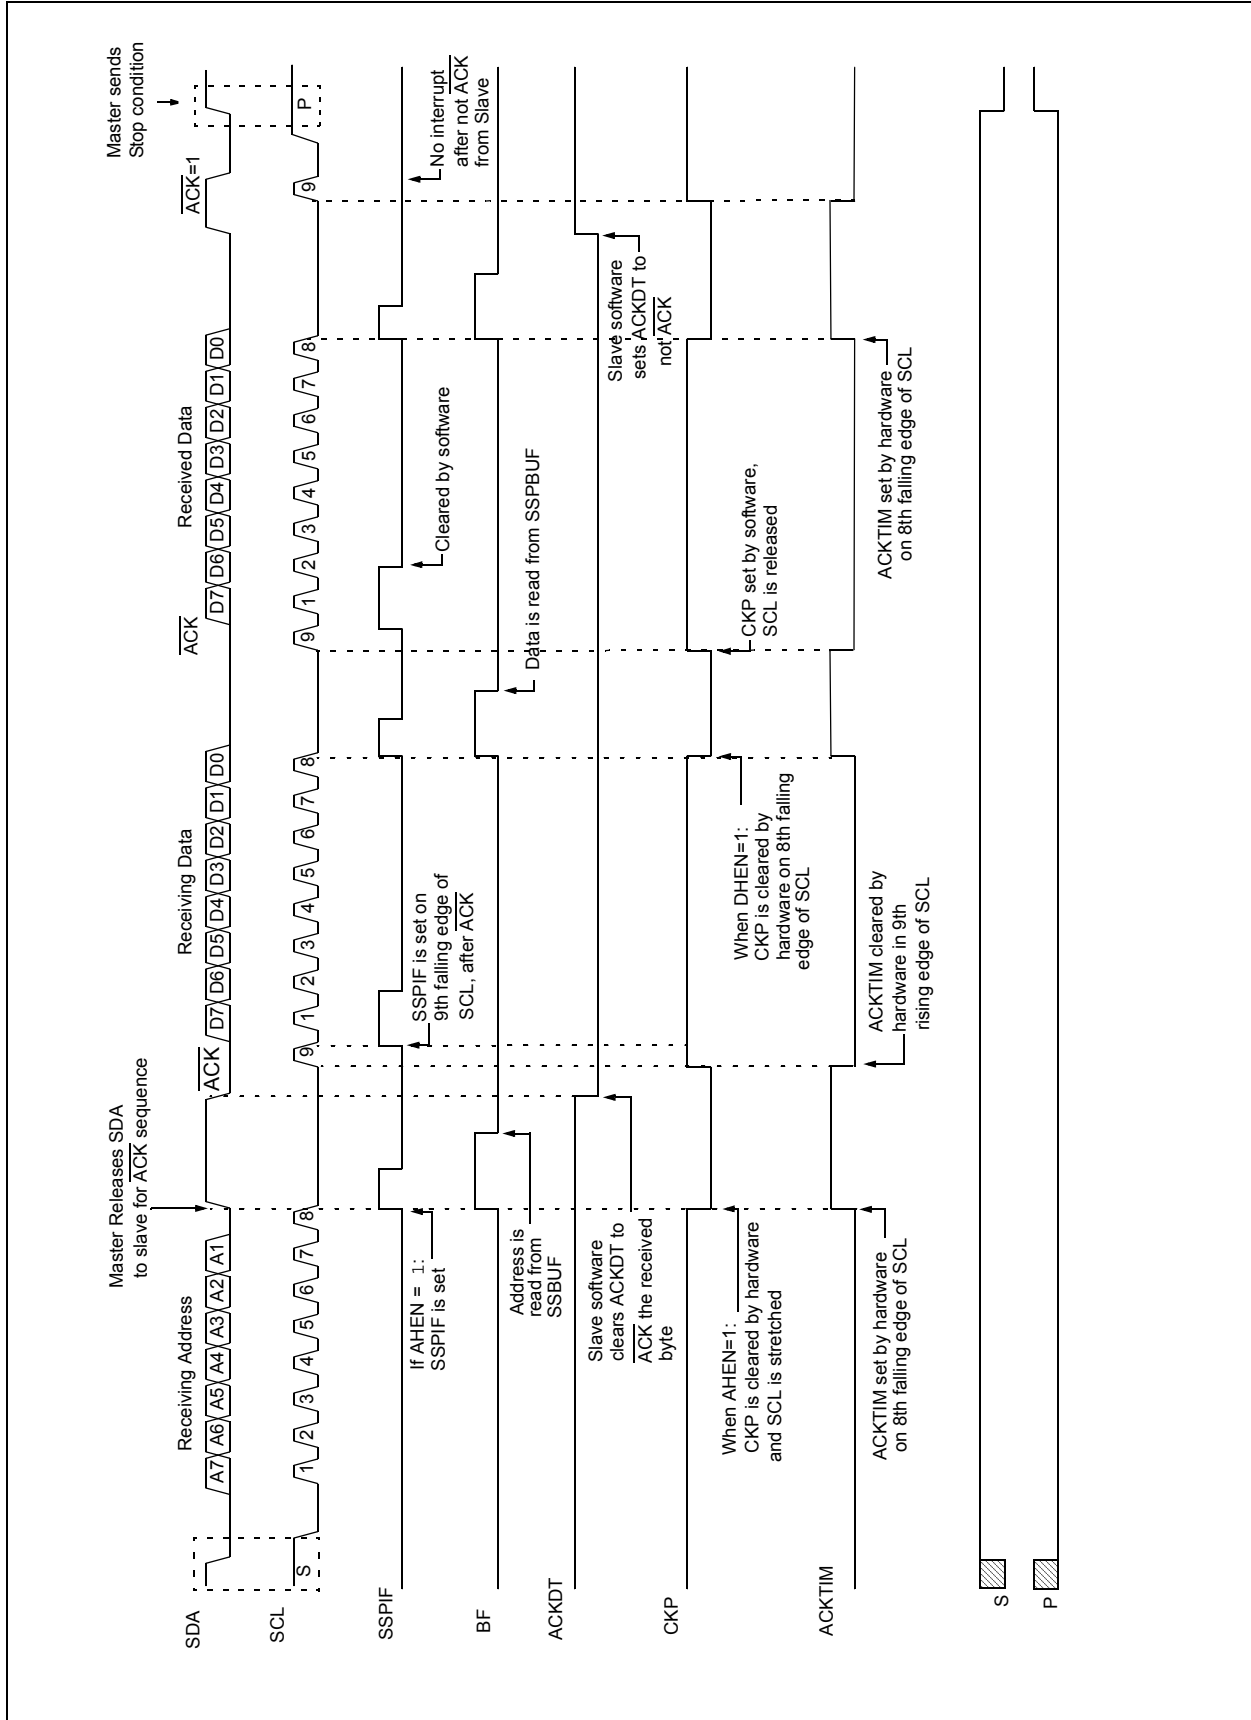 Master Releases SDA
to slave for ACK sequence
Master sends
Stop condition
Receiving Address
Receiving Data
Received Data
ACK
ACK
ACK=1
SDA
A7 A6 A5 A4 A3 A2 A1
D7 D6 D5 D4 D3 D2 D1 D0
D7 D6 D5 D4 D3 D2 D1 D0
SCL
S
1 2 3 4 5 6 7 8
9
1 2 3 4 5 6 7 8
9
1 2 3 4 5 6 7 8
9
P
SSPIF
If AHEN = 1:
SSPIF is set
SSPIF is set on
9th falling edge of
SCL, after ACK
Cleared by software
No interrupt
after not ACK
from Slave
BF
Address is
read from
SSBUF
Data is read from SSPBUF
ACKDT
Slave software
clears ACKDT to
ACK the received
byte
Slave software
sets ACKDT to
not ACK
CKP
When AHEN=1:
CKP is cleared by hardware
and SCL is stretched
When DHEN=1:
CKP is cleared by
hardware on 8th falling
edge of SCL
CKP set by software,
SCL is released
ACKTIM
ACKTIM set by hardware
on 8th falling edge of SCL
ACKTIM cleared by
hardware in 9th
rising edge of SCL
ACKTIM set by hardware
on 8th falling edge of SCL
S
P